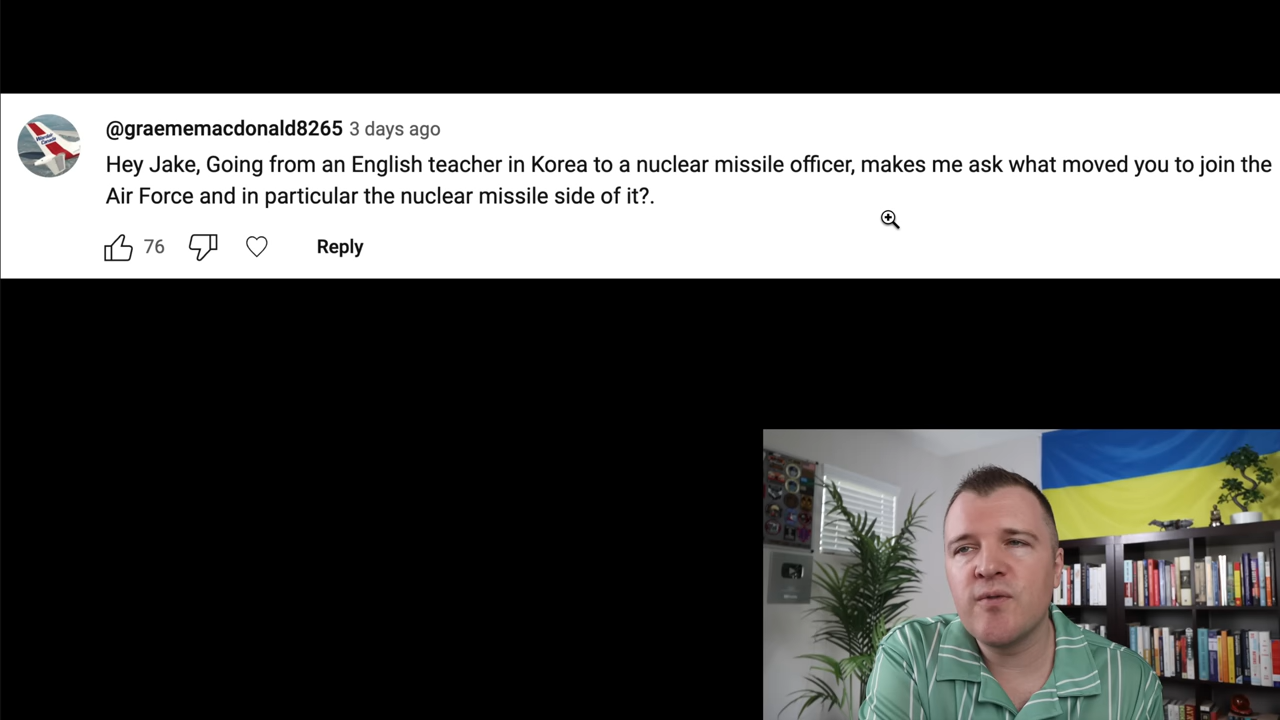 @graememacdonald8265 3 days ago
Hey Jake, Going from an English teacher in Korea to a nuclear missile officer, makes me ask what moved you to join the
Air Force and in particular the nuclear missile side of it?.
76
Reply